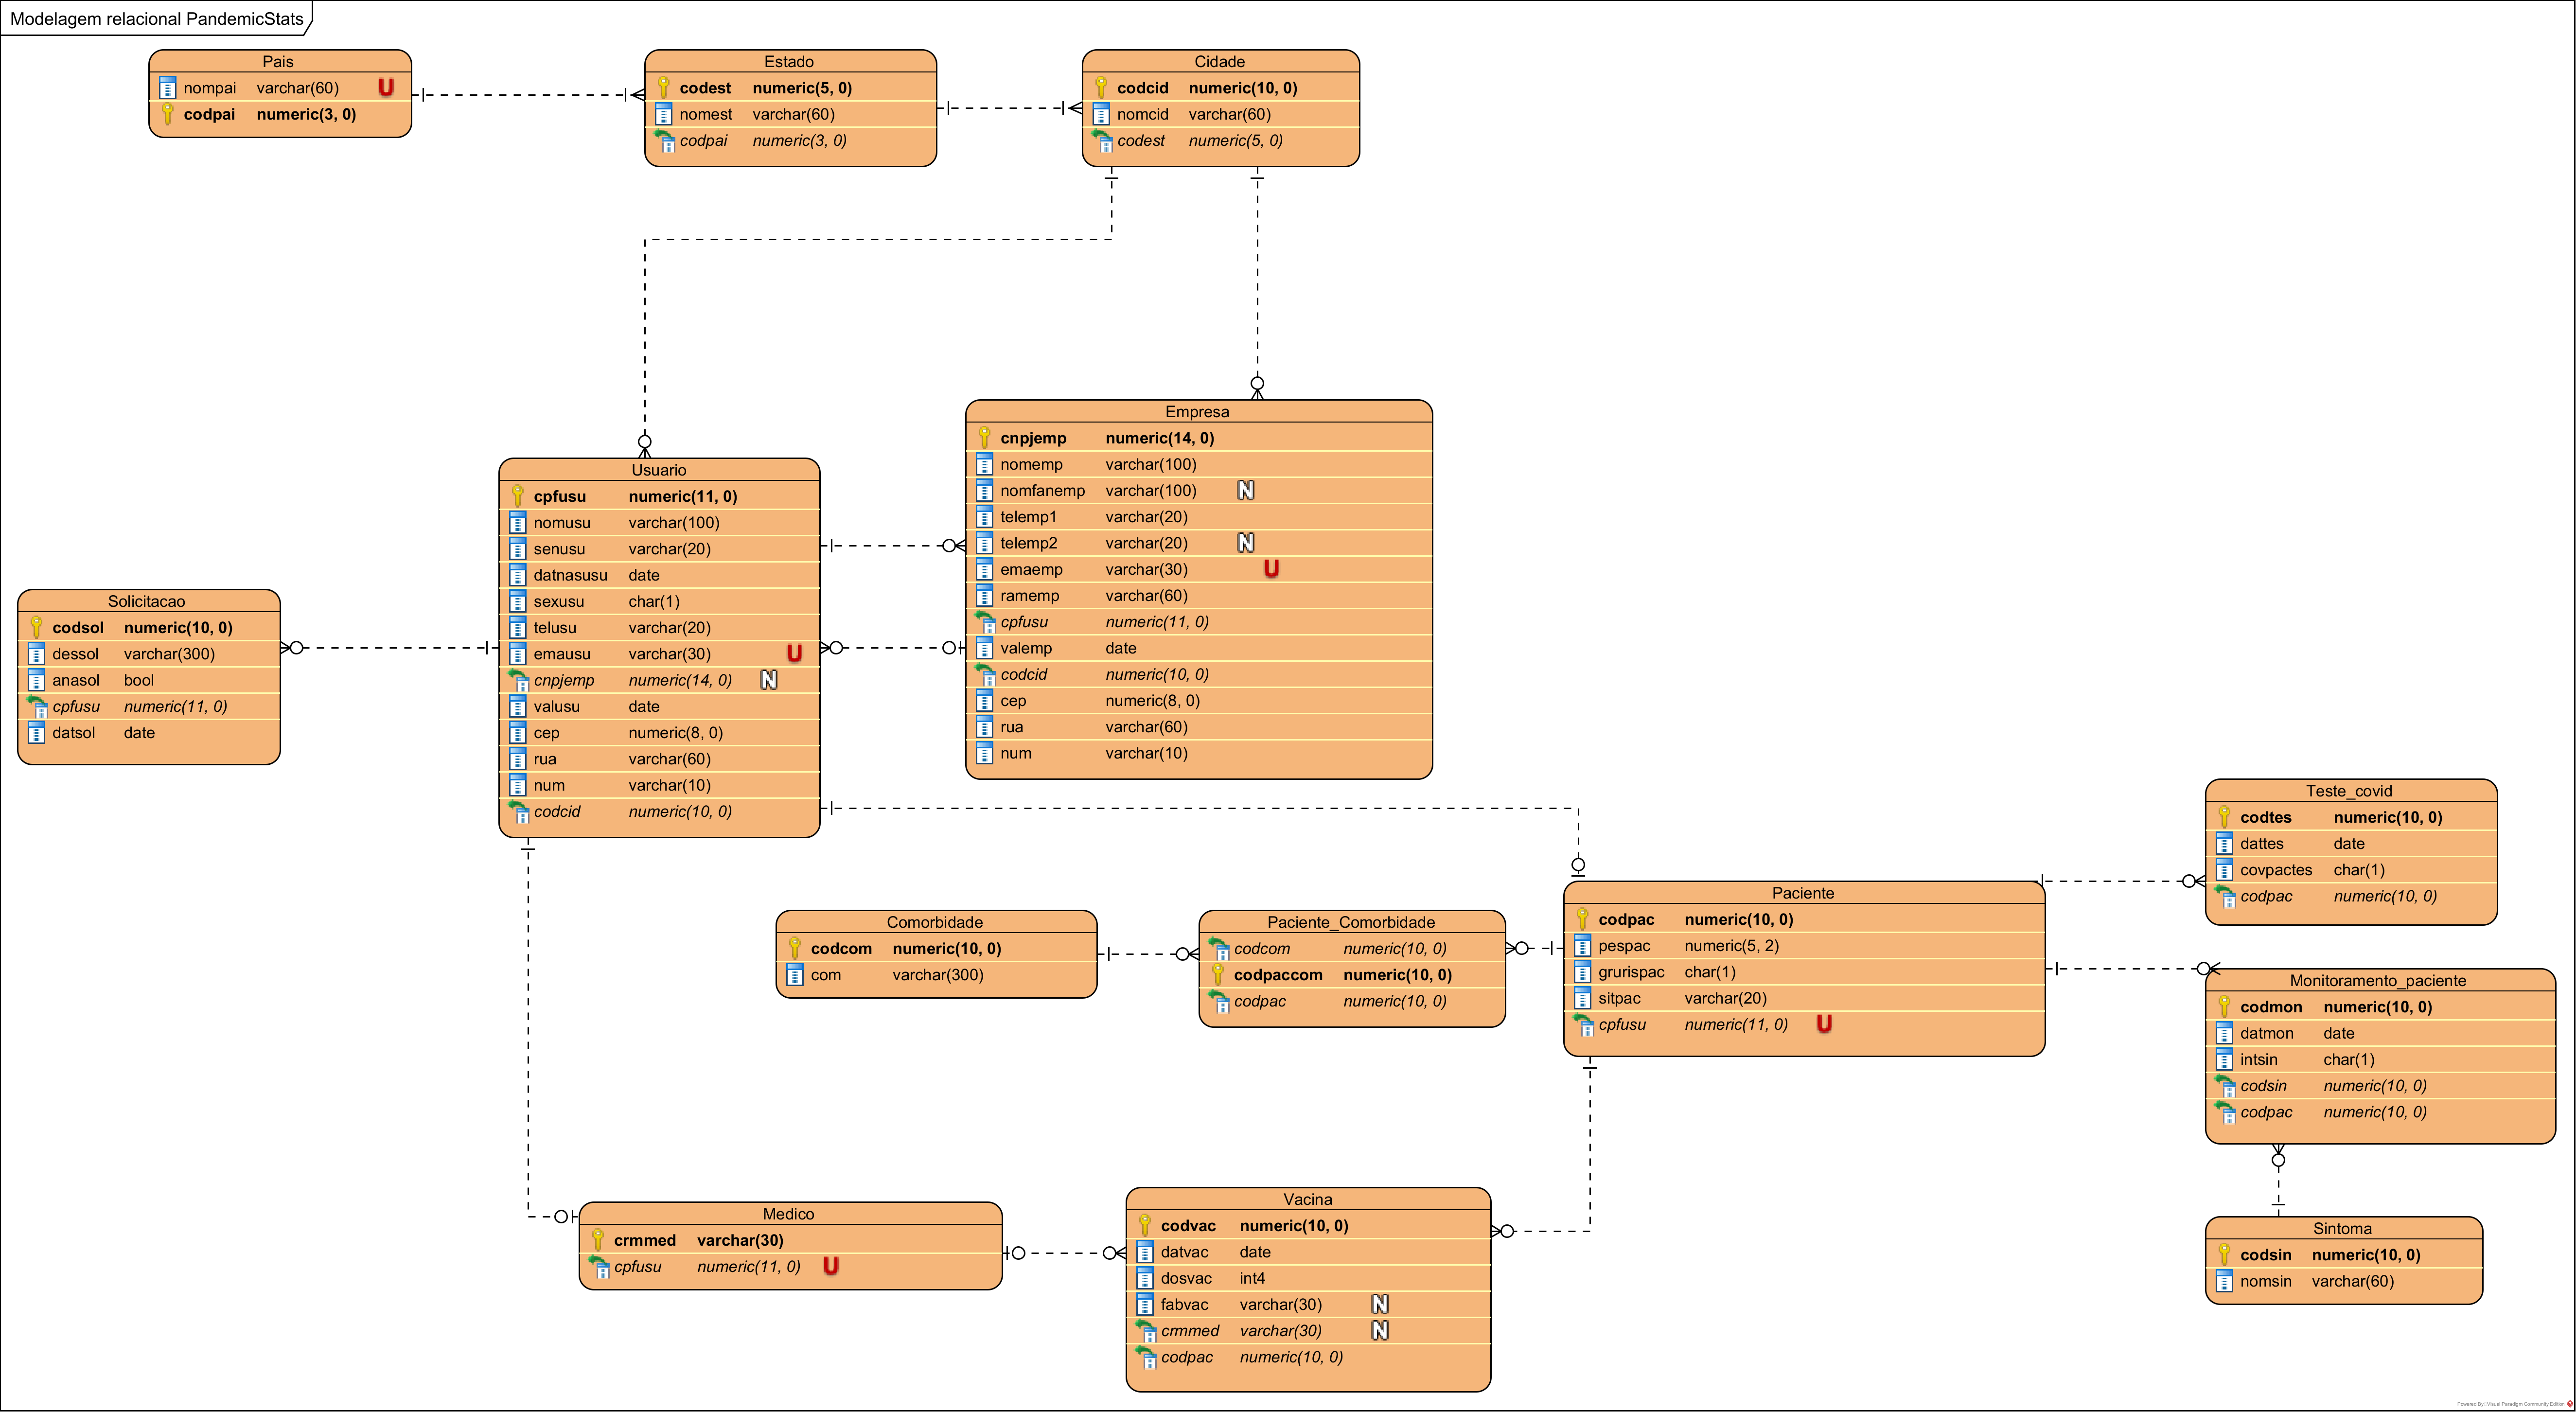 Modelagem relacional PandemicStats
Pais
nompai varchar(60) U
codpai numeric(3, 0)
Estado
codest numeric(5, 0)
nomest varchar(60)
codpai numeric(3, 0)
Cidade
codcid numeric(10, 0)
nomcid varchar(60)
codest numeric(5, 0)
Empresa
cnpjemp numeric(14, 0)
nomemp varchar(100)
nomfanemp varchar(100) N
telemp1 varchar(20)
telemp2 varchar(20) N
emaemp varchar(30) U
ramemp varchar(60)
cpfusu numeric(11, 0)
valemp date
codcid numeric(10, 0)
cep numeric(8, 0)
rua varchar(60)
num varchar(10)
Usuario
cpfusu numeric(11, 0)
nomusu varchar(100)
senusu varchar(20)
datnasusu date
sexusu char(1)
telusu varchar(20)
emausu varchar(30) U
cnpjemp numeric(14, 0) N
valusu date
cep numeric(8, 0)
rua varchar(60)
num varchar(10)
codcid numeric(10, 0)
Solicitacao
codsol numeric(10, 0)
dessol varchar(300)
anasol bool
cpfusu numeric(11, 0)
datsol date
Teste_covid
codtes numeric(10, 0)
dattes date
covpactes char(1)
codpac numeric(10, 0)
Paciente
codpac numeric(10, 0)
pespac numeric(5, 2)
grurispac char(1)
sitpac varchar(20)
cpfusu numeric(11, 0) U
Comorbidade
codcom numeric(10, 0)
com varchar(300)
Paciente_Comorbidade
codcom numeric(10, 0)
codpaccom numeric(10, 0)
codpac numeric(10, 0)
Monitoramento_paciente
codmon numeric(10, 0)
datmon date
intsin char(1)
codsin numeric(10, 0)
codpac numeric(10, 0)
Medico
crmmed varchar(30)
cpfusu numeric(11, 0) U
Vacina
codvac numeric(10, 0)
datvac date
dosvac int4
fabvac varchar(30) N
crmmed varchar(30) N
codpac numeric(10, 0)
Sintoma
codsin numeric(10, 0)
nomsin varchar(60)
Powered By: Visual Paradigm Community Edition